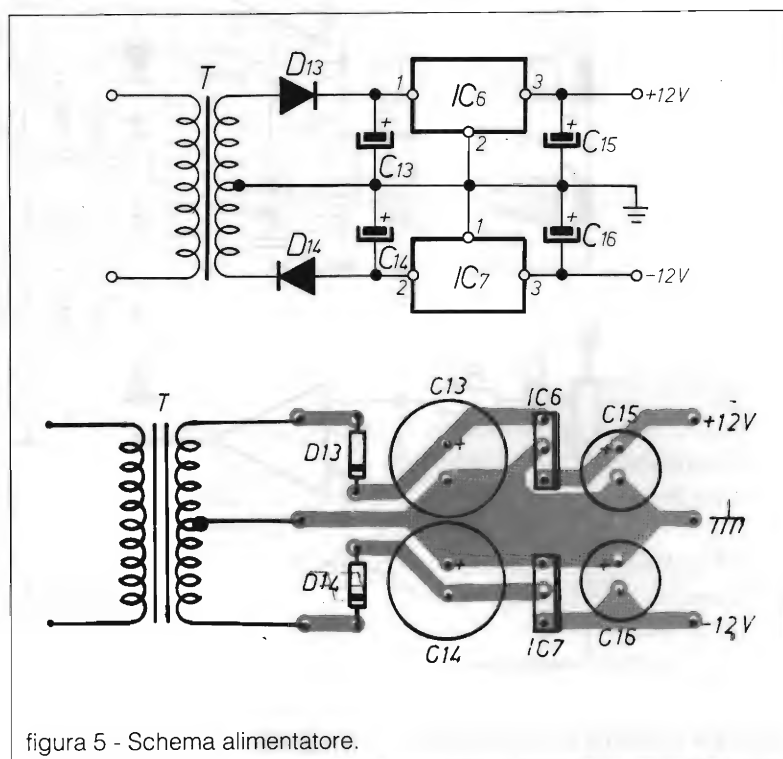 T
D13
1
IC6
3
+12V
+
C13
2
+
C15
D14
+
C14
1
+
C16
2
IC7
3
-12V
T
C13
IC6
C15
D13
+
+
+12V
D14
+
+
C14
IC7
C16
-12V
figura 5 - Schema alimentatore.